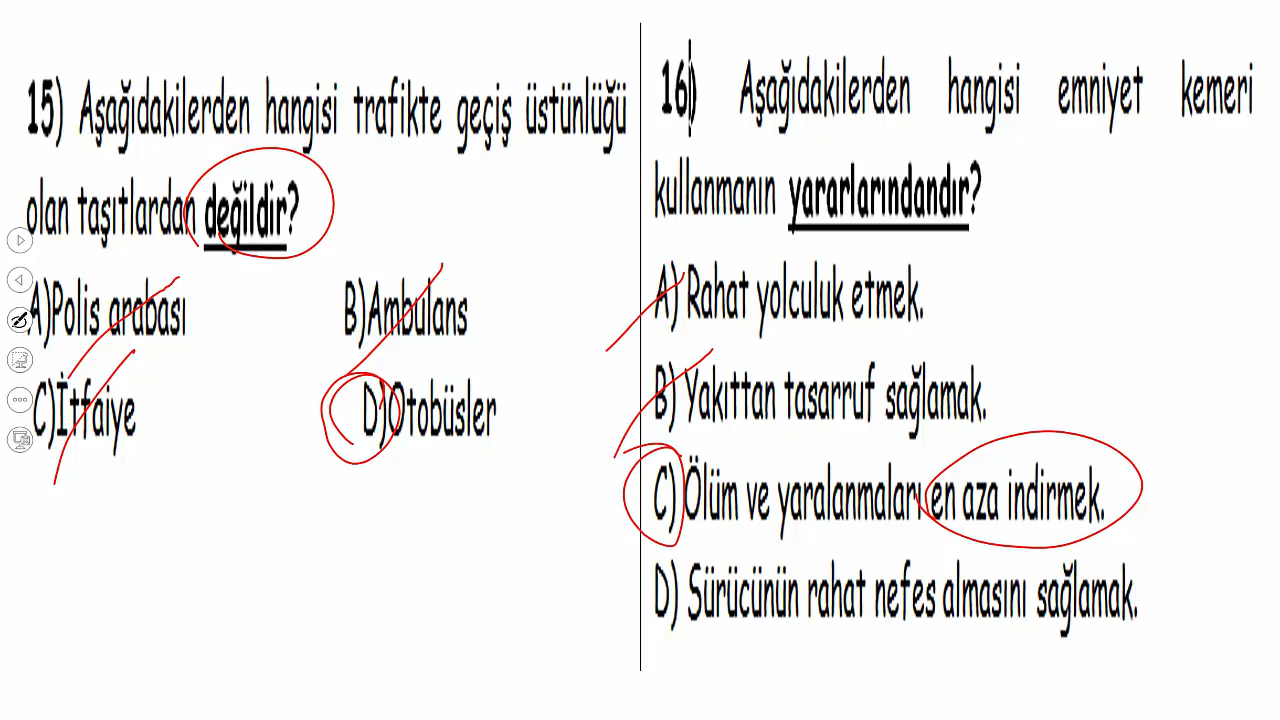 15) Aşağıdakilerden hangisi trafikte geçiş üstünlüğü
olan taşıtlardan değildir?
A)Polis arabası
B)Ambulans
C)İtfaiye
D)Otobüsler
16) Aşağıdakilerden hangisi emniyet kemeri
kullanmanın yararlarındandır?
A) Rahat yolculuk etmek.
B) Yakıttan tasarruf sağlamak.
C) Ölüm ve yaralanmaları en aza indirmek.
D) Sürücünün rahat nefes almasını sağlamak.